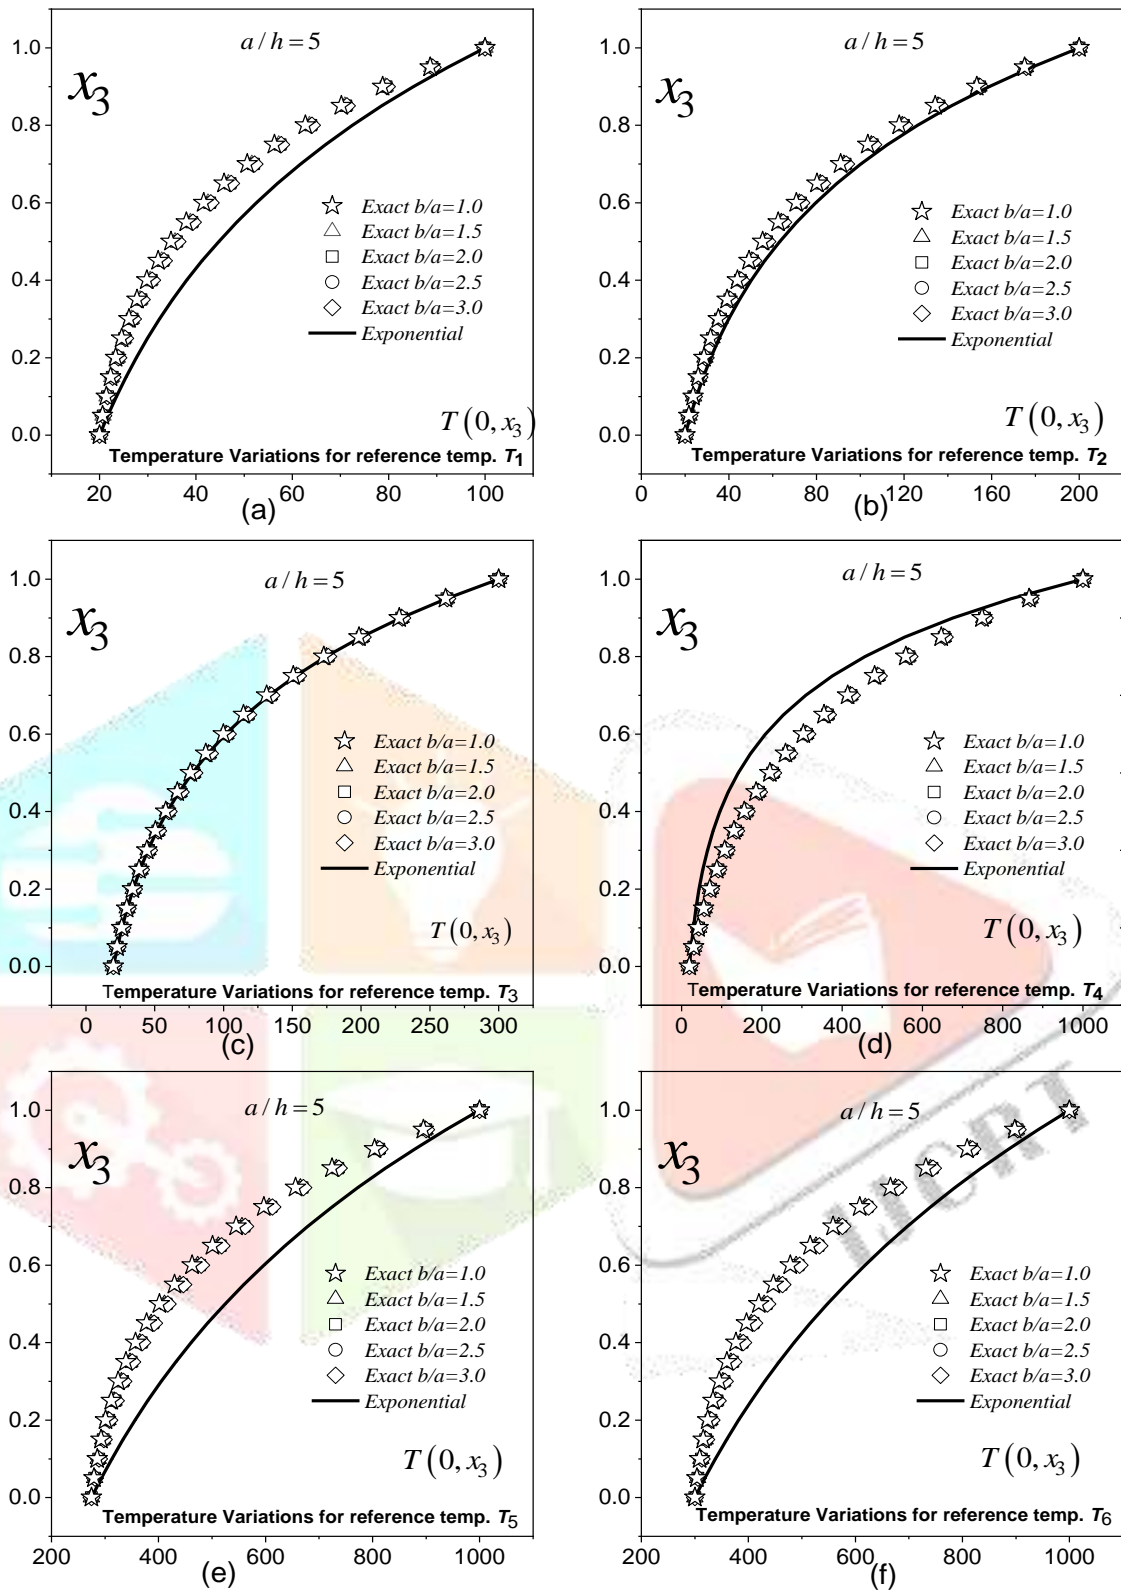 a / h = 5
x3
1.0
0.8
0.6
0.4
0.2
0.0
Exact b/a=1.0
Exact b/a=1.5
Exact b/a=2.0
Exact b/a=2.5
Exact b/a=3.0
Exponential
T(0, x3)
Temperature Variations for reference temp. T1
20 40 60 80 100
(a)
a / h = 5
x3
1.0
0.8
0.6
0.4
0.2
0.0
Exact b/a=1.0
Exact b/a=1.5
Exact b/a=2.0
Exact b/a=2.5
Exact b/a=3.0
Exponential
T(0, x3)
Temperature Variations for reference temp. T2
0 40 80 120 160 200
(b)
a / h = 5
x3
1.0
0.8
0.6
0.4
0.2
0.0
Exact b/a=1.0
Exact b/a=1.5
Exact b/a=2.0
Exact b/a=2.5
Exact b/a=3.0
Exponential
T(0, x3)
Temperature Variations for reference temp. T3
0 50 100 150 200 250 300
(c)
a / h = 5
x3
1.0
0.8
0.6
0.4
0.2
0.0
Exact b/a=1.0
Exact b/a=1.5
Exact b/a=2.0
Exact b/a=2.5
Exact b/a=3.0
Exponential
T(0, x3)
Temperature Variations for reference temp. T4
0 200 400 600 800 1000
(d)
a / h = 5
x3
1.0
0.8
0.6
0.4
0.2
0.0
Exact b/a=1.0
Exact b/a=1.5
Exact b/a=2.0
Exact b/a=2.5
Exact b/a=3.0
Exponential
T(0, x3)
Temperature Variations for reference temp. T5
200 400 600 800 1000
(e)
a / h = 5
x3
1.0
0.8
0.6
0.4
0.2
0.0
Exact b/a=1.0
Exact b/a=1.5
Exact b/a=2.0
Exact b/a=2.5
Exact b/a=3.0
Exponential
T(0, x3)
Temperature Variations for reference temp. T6
200 400 600 800 1000
(f)
IJCRT